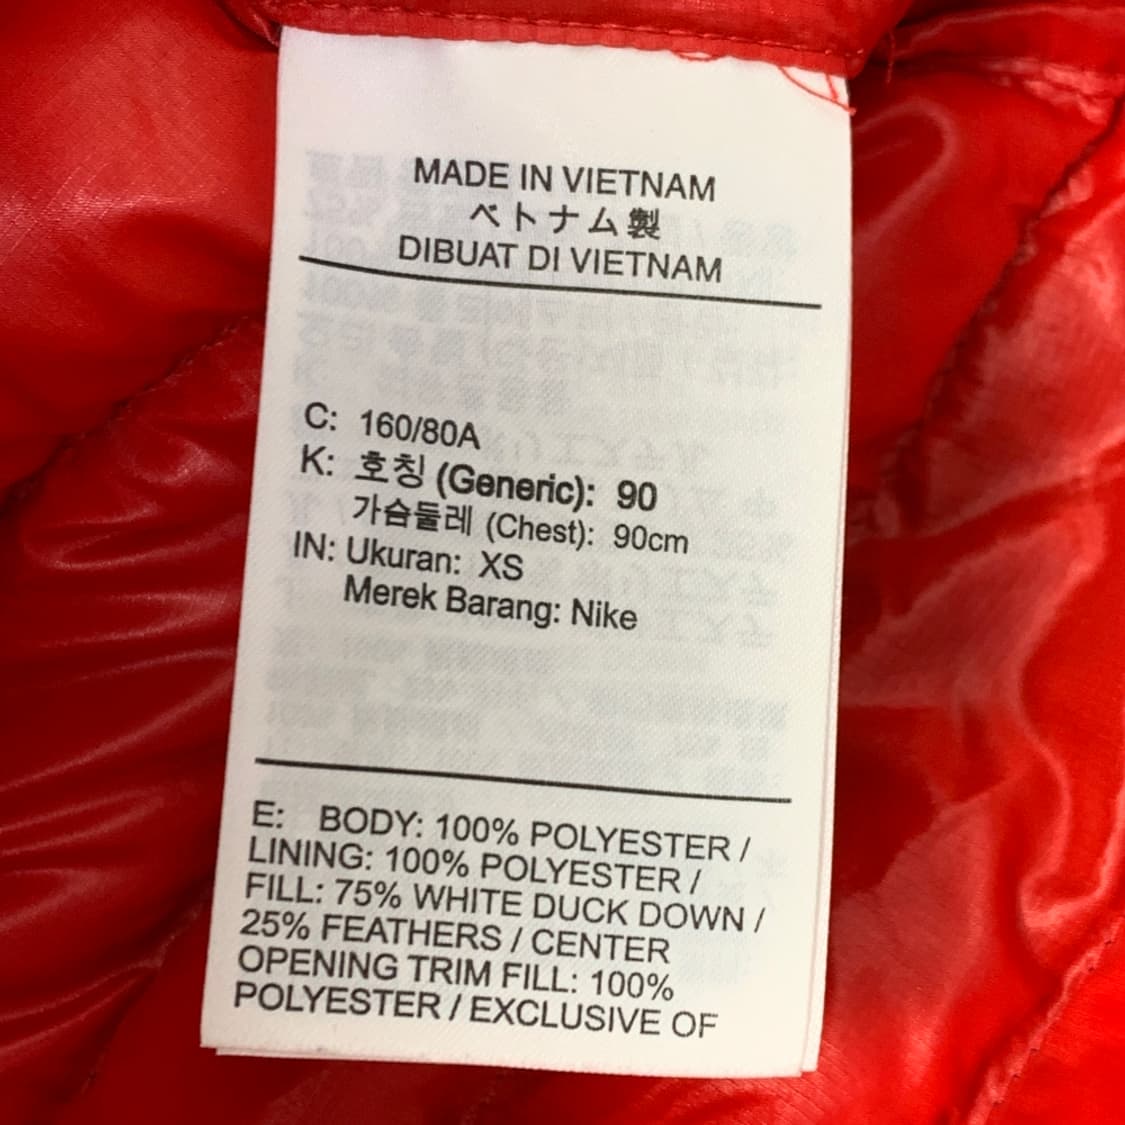 MADE IN VIETNAM
ベトナム製
DIBUAT DI VIETNAM
C: 160/80A
K: 호칭 (Generic): 90
가슴둘레 (Chest): 90cm
IN: Ukuran: XS
Merek Barang: Nike
E: BODY: 100% POLYESTER /
LINING: 100% POLYESTER /
FILL: 75% WHITE DUCK DOWN /
25% FEATHERS / CENTER
OPENING TRIM FILL: 100%
POLYESTER / EXCLUSIVE OF